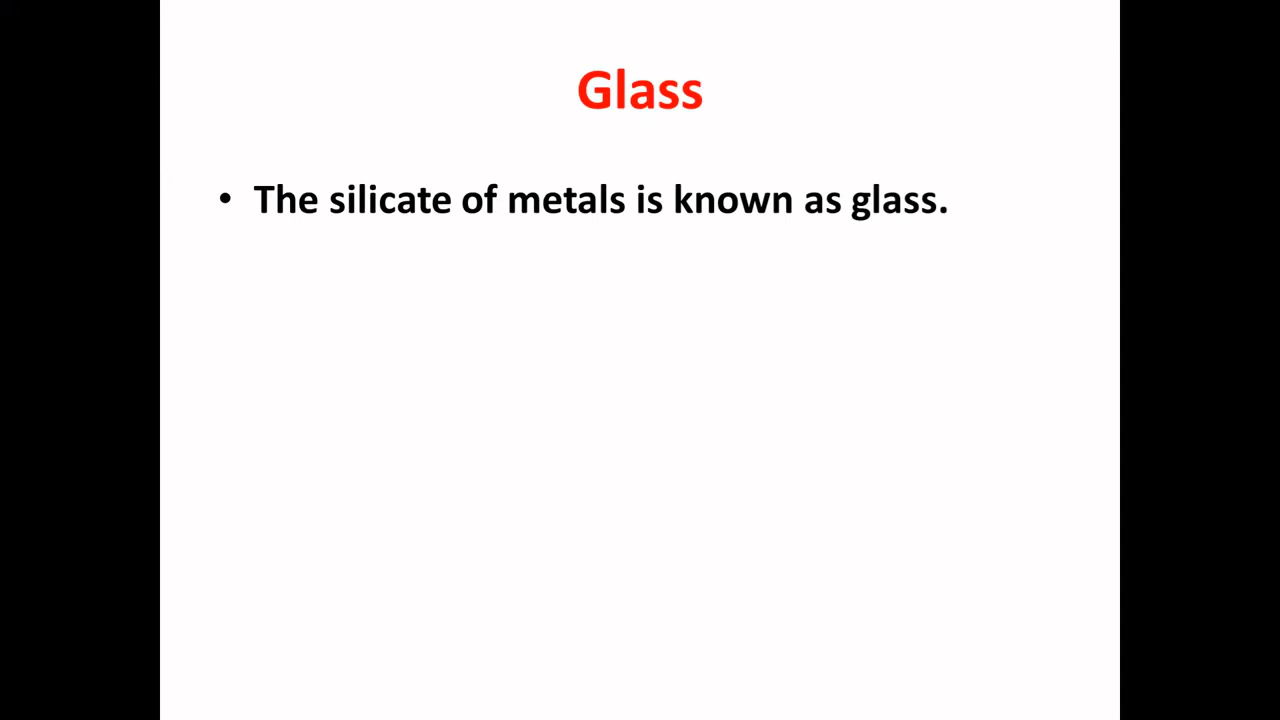 Glass
• The silicate of metals is known as glass.